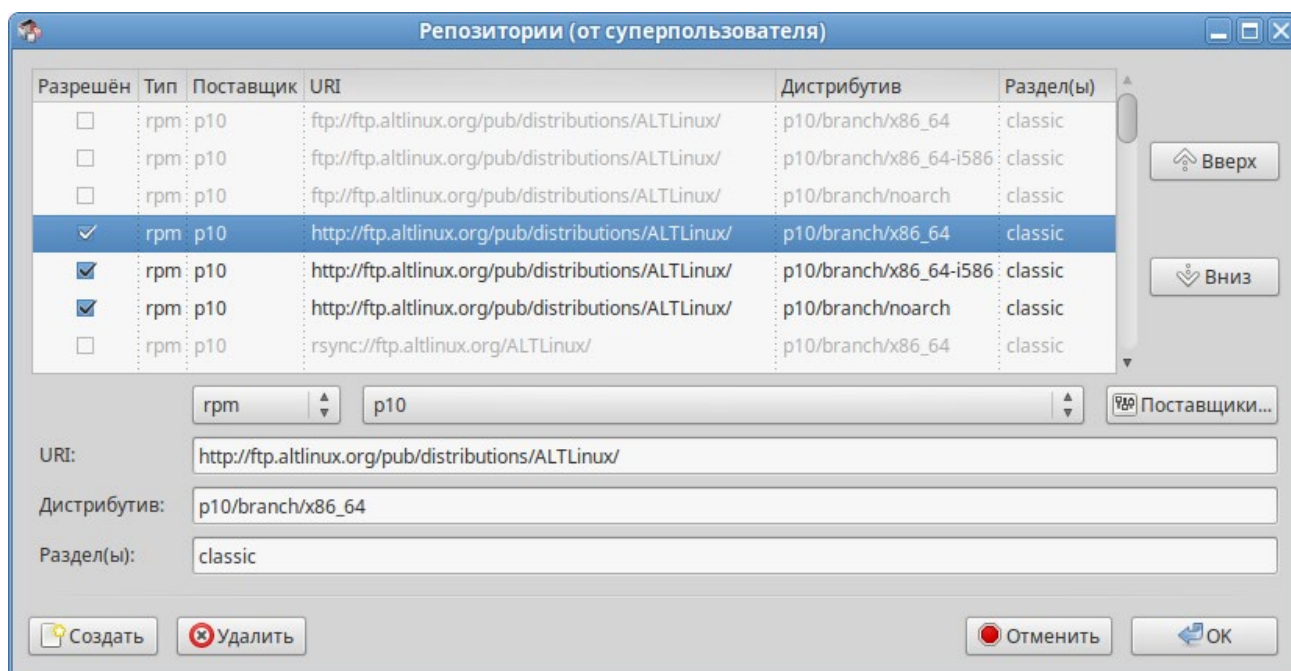 Репозитории (от суперпользователя)
Разрешён Тип Поставщик URI Дистрибутив Раздел(ы)
rpm p10 ftp://ftp.altlinux.org/pub/distributions/ALTLinux/ p10/branch/x86_64 classic
rpm p10 ftp://ftp.altlinux.org/pub/distributions/ALTLinux/ p10/branch/x86_64-i586 classic
rpm p10 ftp://ftp.altlinux.org/pub/distributions/ALTLinux/ p10/branch/noarch classic
rpm p10 http://ftp.altlinux.org/pub/distributions/ALTLinux/ p10/branch/x86_64 classic
rpm p10 http://ftp.altlinux.org/pub/distributions/ALTLinux/ p10/branch/x86_64-i586 classic
rpm p10 http://ftp.altlinux.org/pub/distributions/ALTLinux/ p10/branch/noarch classic
rpm p10 rsync://ftp.altlinux.org/ALTLinux/ p10/branch/x86_64 classic
Вверх
Вниз
rpm p10 Поставщики...
URI: http://ftp.altlinux.org/pub/distributions/ALTLinux/
Дистрибутив: p10/branch/x86_64
Раздел(ы): classic
Создать Удалить Отменить OK